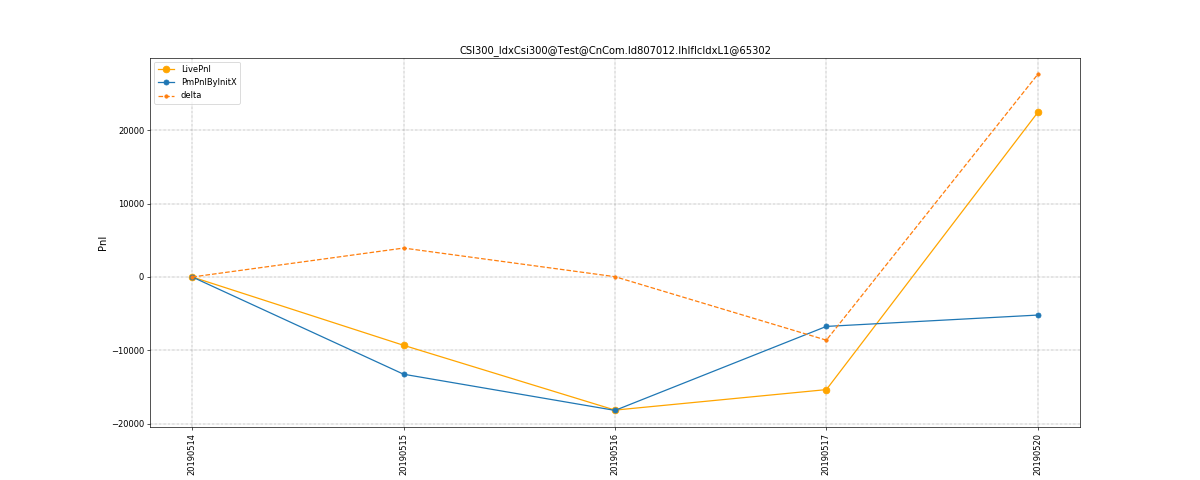 CSI300_IdxCsi300@Test@CnCom.Id807012.IhIfIcIdxL1@65302
LivePnl
PmPnlByInitX
delta
20000
10000
0
−10000
−20000
Pnl
20190514
20190515
20190516
20190517
20190520